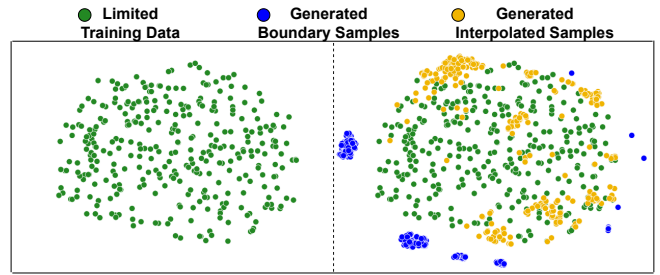 Limited
Training Data
Generated
Boundary Samples
Generated
Interpolated Samples